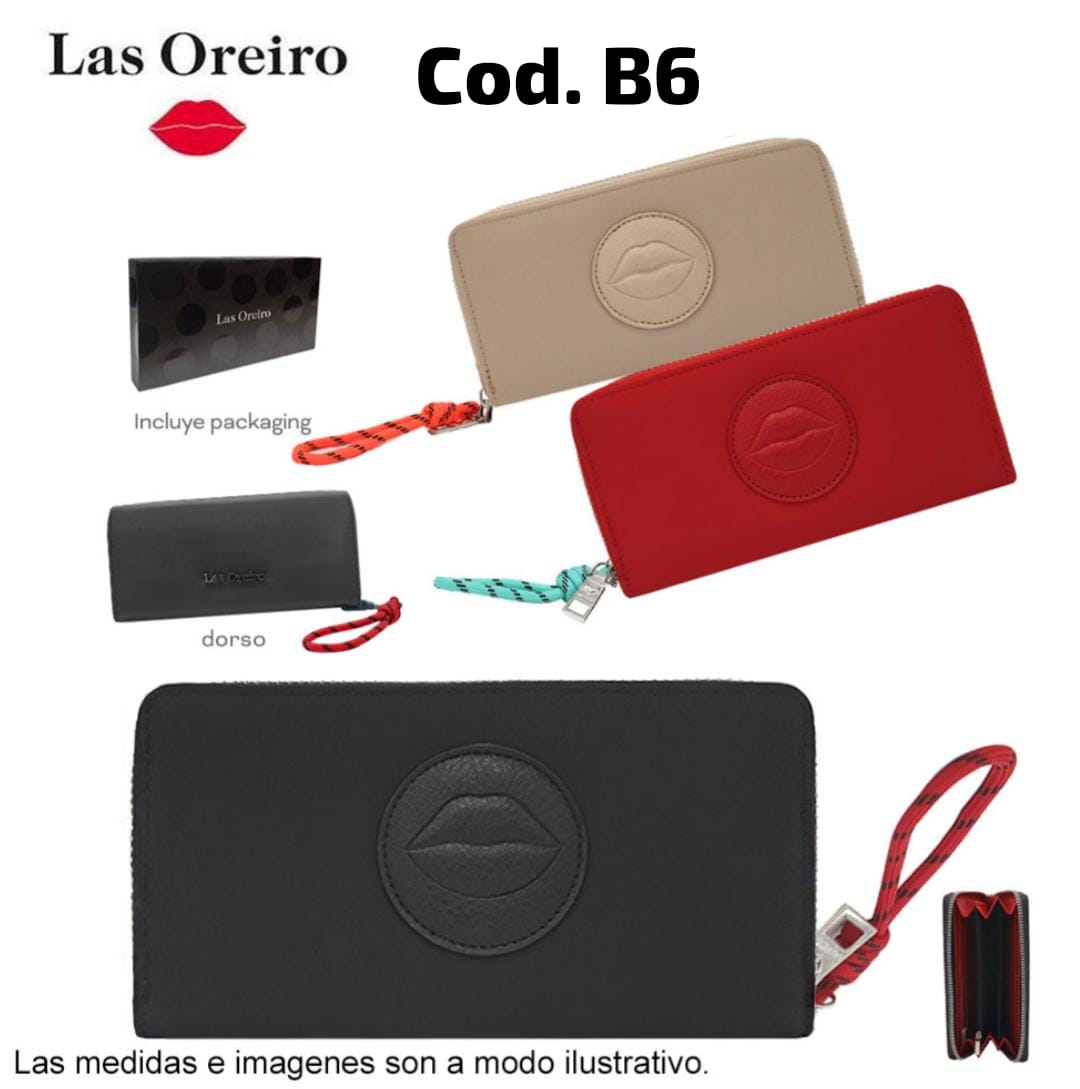 Las Oreiro
Cod. B6
Las Oreiro
Incluye packaging
Las Oreiro
dorso
Las medidas e imagenes son a modo ilustrativo.